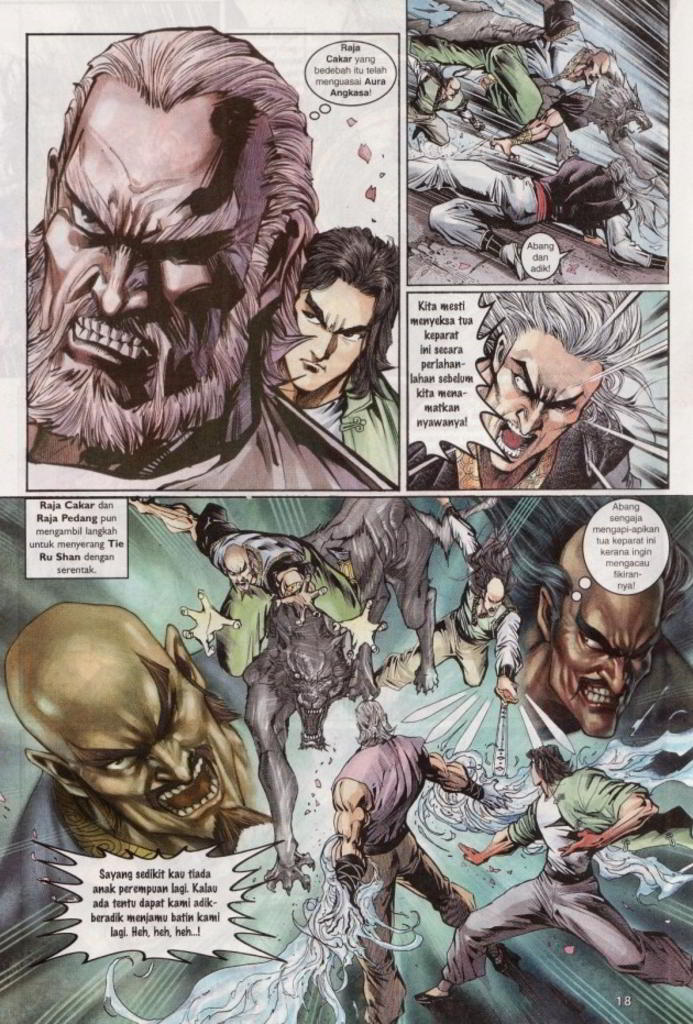 Raja
Cakar yang
bedebah itu telah
menguasai Aura
Angkasa!
Abang
dan
adik!
Kita mesti
menyeksa tua
keparat
ini secara
perlahan-
lahan sebelum
kita mena-
matkan
nyawanya!
Raja Cakar dan
Raja Pedang pun
mengambil langkah
untuk menyerang Tie
Ru Shan dengan
serentak.
Abang
sengaja
mengapi-apikan
tua keparat ini
kerana ingin
mengacau
fikiran-
nya!
Sayang sedikit kau tiada
anak perempuan lagi. Kalau
ada tentu dapat kami adik-
beradik menjamu batin kami
lagi. Heh, heh, heh...!
18